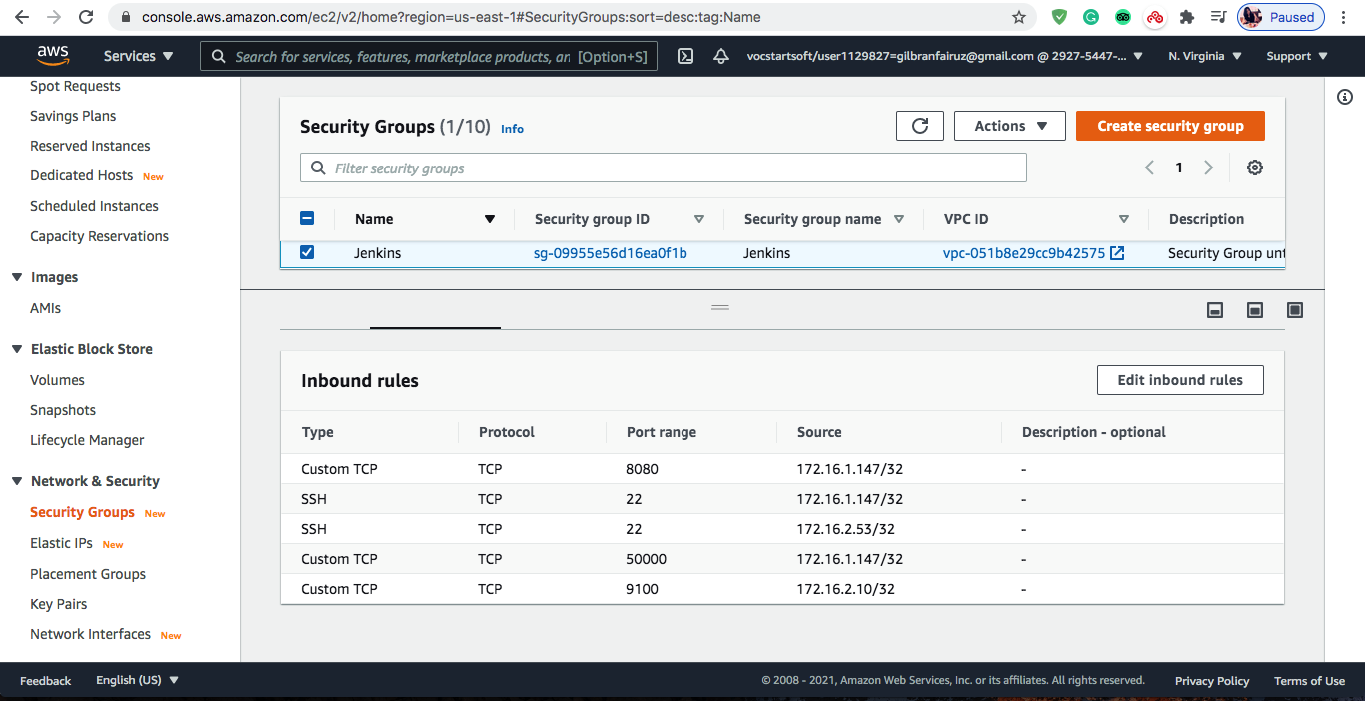 console.aws.amazon.com/ec2/v2/home?region=us-east-1#SecurityGroups:sort=desc:tag:Name
Paused
aws
Services
Search for services, features, marketplace products, an [Option+S]
vocstartsoft/user1129827=gilbranfairuz@gmail.com @ 2927-5447-...
N. Virginia
Support
Spot Requests
Savings Plans
Reserved Instances
Dedicated Hosts New
Scheduled Instances
Capacity Reservations
Images
AMIs
Elastic Block Store
Volumes
Snapshots
Lifecycle Manager
Network & Security
Security Groups New
Elastic IPs New
Placement Groups
Key Pairs
Network Interfaces New
Security Groups (1/10) Info
Actions
Create security group
Filter security groups
1
Name Security group ID Security group name VPC ID Description
Jenkins sg-09955e56d16ea0f1b Jenkins vpc-051b8e29cc9b42575 Security Group unt
Inbound rules
Edit inbound rules
Type Protocol Port range Source Description - optional
Custom TCP TCP 8080 172.16.1.147/32 -
SSH TCP 22 172.16.1.147/32 -
SSH TCP 22 172.16.2.53/32 -
Custom TCP TCP 50000 172.16.1.147/32 -
Custom TCP TCP 9100 172.16.2.10/32 -
Feedback
English (US)
© 2008 - 2021, Amazon Web Services, Inc. or its affiliates. All rights reserved.
Privacy Policy
Terms of Use